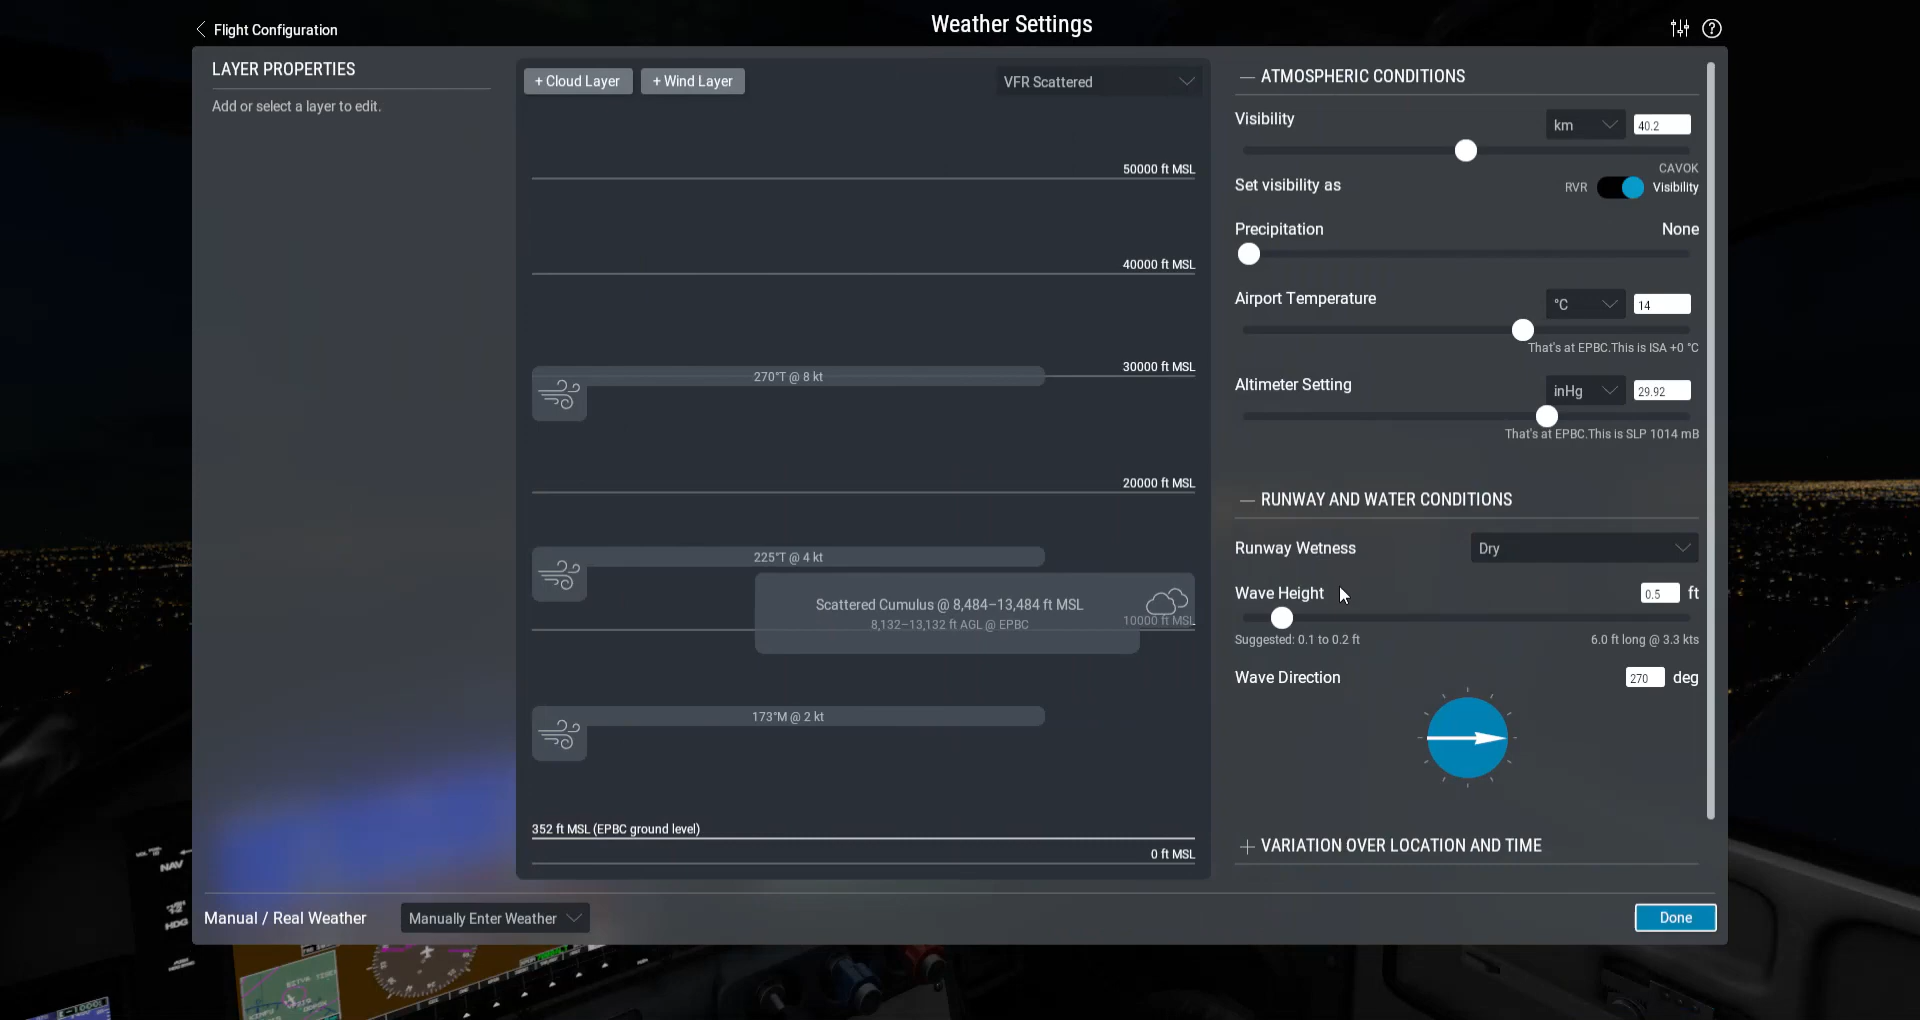 Flight Configuration
Weather Settings
LAYER PROPERTIES
Add or select a layer to edit.
+ Cloud Layer
+ Wind Layer
VFR Scattered
50000 ft MSL
40000 ft MSL
30000 ft MSL
270°T @ 8 kt
20000 ft MSL
225°T @ 4 kt
Scattered Cumulus @ 8,484–13,484 ft MSL
8,132–13,132 ft AGL @ EPBC
10000 ft MSL
173°M @ 2 kt
352 ft MSL (EPBC ground level)
0 ft MSL
ATMOSPHERIC CONDITIONS
Visibility
km
40.2
CAVOK
Set visibility as
RVR
Visibility
Precipitation
None
Airport Temperature
°C
14
That's at EPBC.This is ISA +0 °C
Altimeter Setting
inHg
29.92
That's at EPBC.This is SLP 1014 mB
RUNWAY AND WATER CONDITIONS
Runway Wetness
Dry
Wave Height
0.5 ft
Suggested: 0.1 to 0.2 ft
6.0 ft long @ 3.3 kts
Wave Direction
270 deg
VARIATION OVER LOCATION AND TIME
Manual / Real Weather
Manually Enter Weather
Done
NAV
HDG